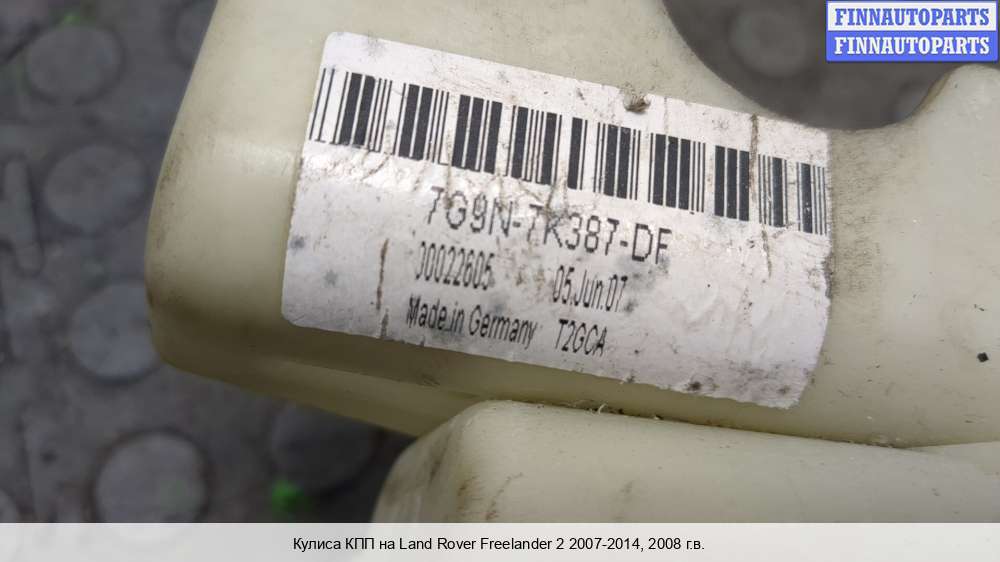 FINNAUTOPARTS
FINNAUTOPARTS
7G9N-7K387-DF
00022605 05.Jun.07
Made in Germany T2GCA
Кулиса КПП на Land Rover Freelander 2 2007-2014, 2008 г.в.